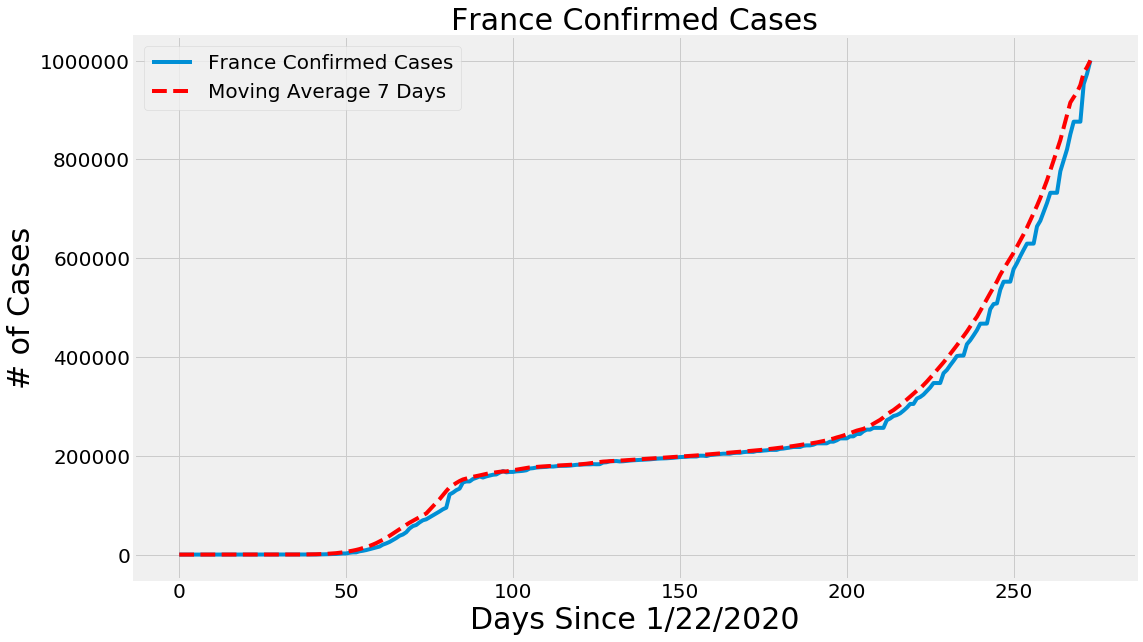 France Confirmed Cases
France Confirmed Cases
Moving Average 7 Days
1000000
800000
600000
400000
200000
0
# of Cases
0 50 100 150 200 250
Days Since 1/22/2020